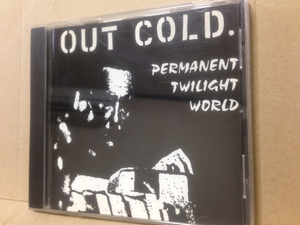 OUT COLD.
PERMANENT
TWILIGHT
WORLD